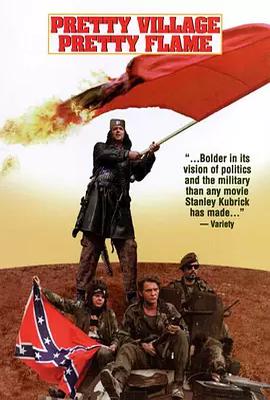 PRETTY VILLAGE
PRETTY FLAME
“...Bolder in its
vision of politics
and the military
than any movie
Stanley Kubrick
has made...”
— Variety